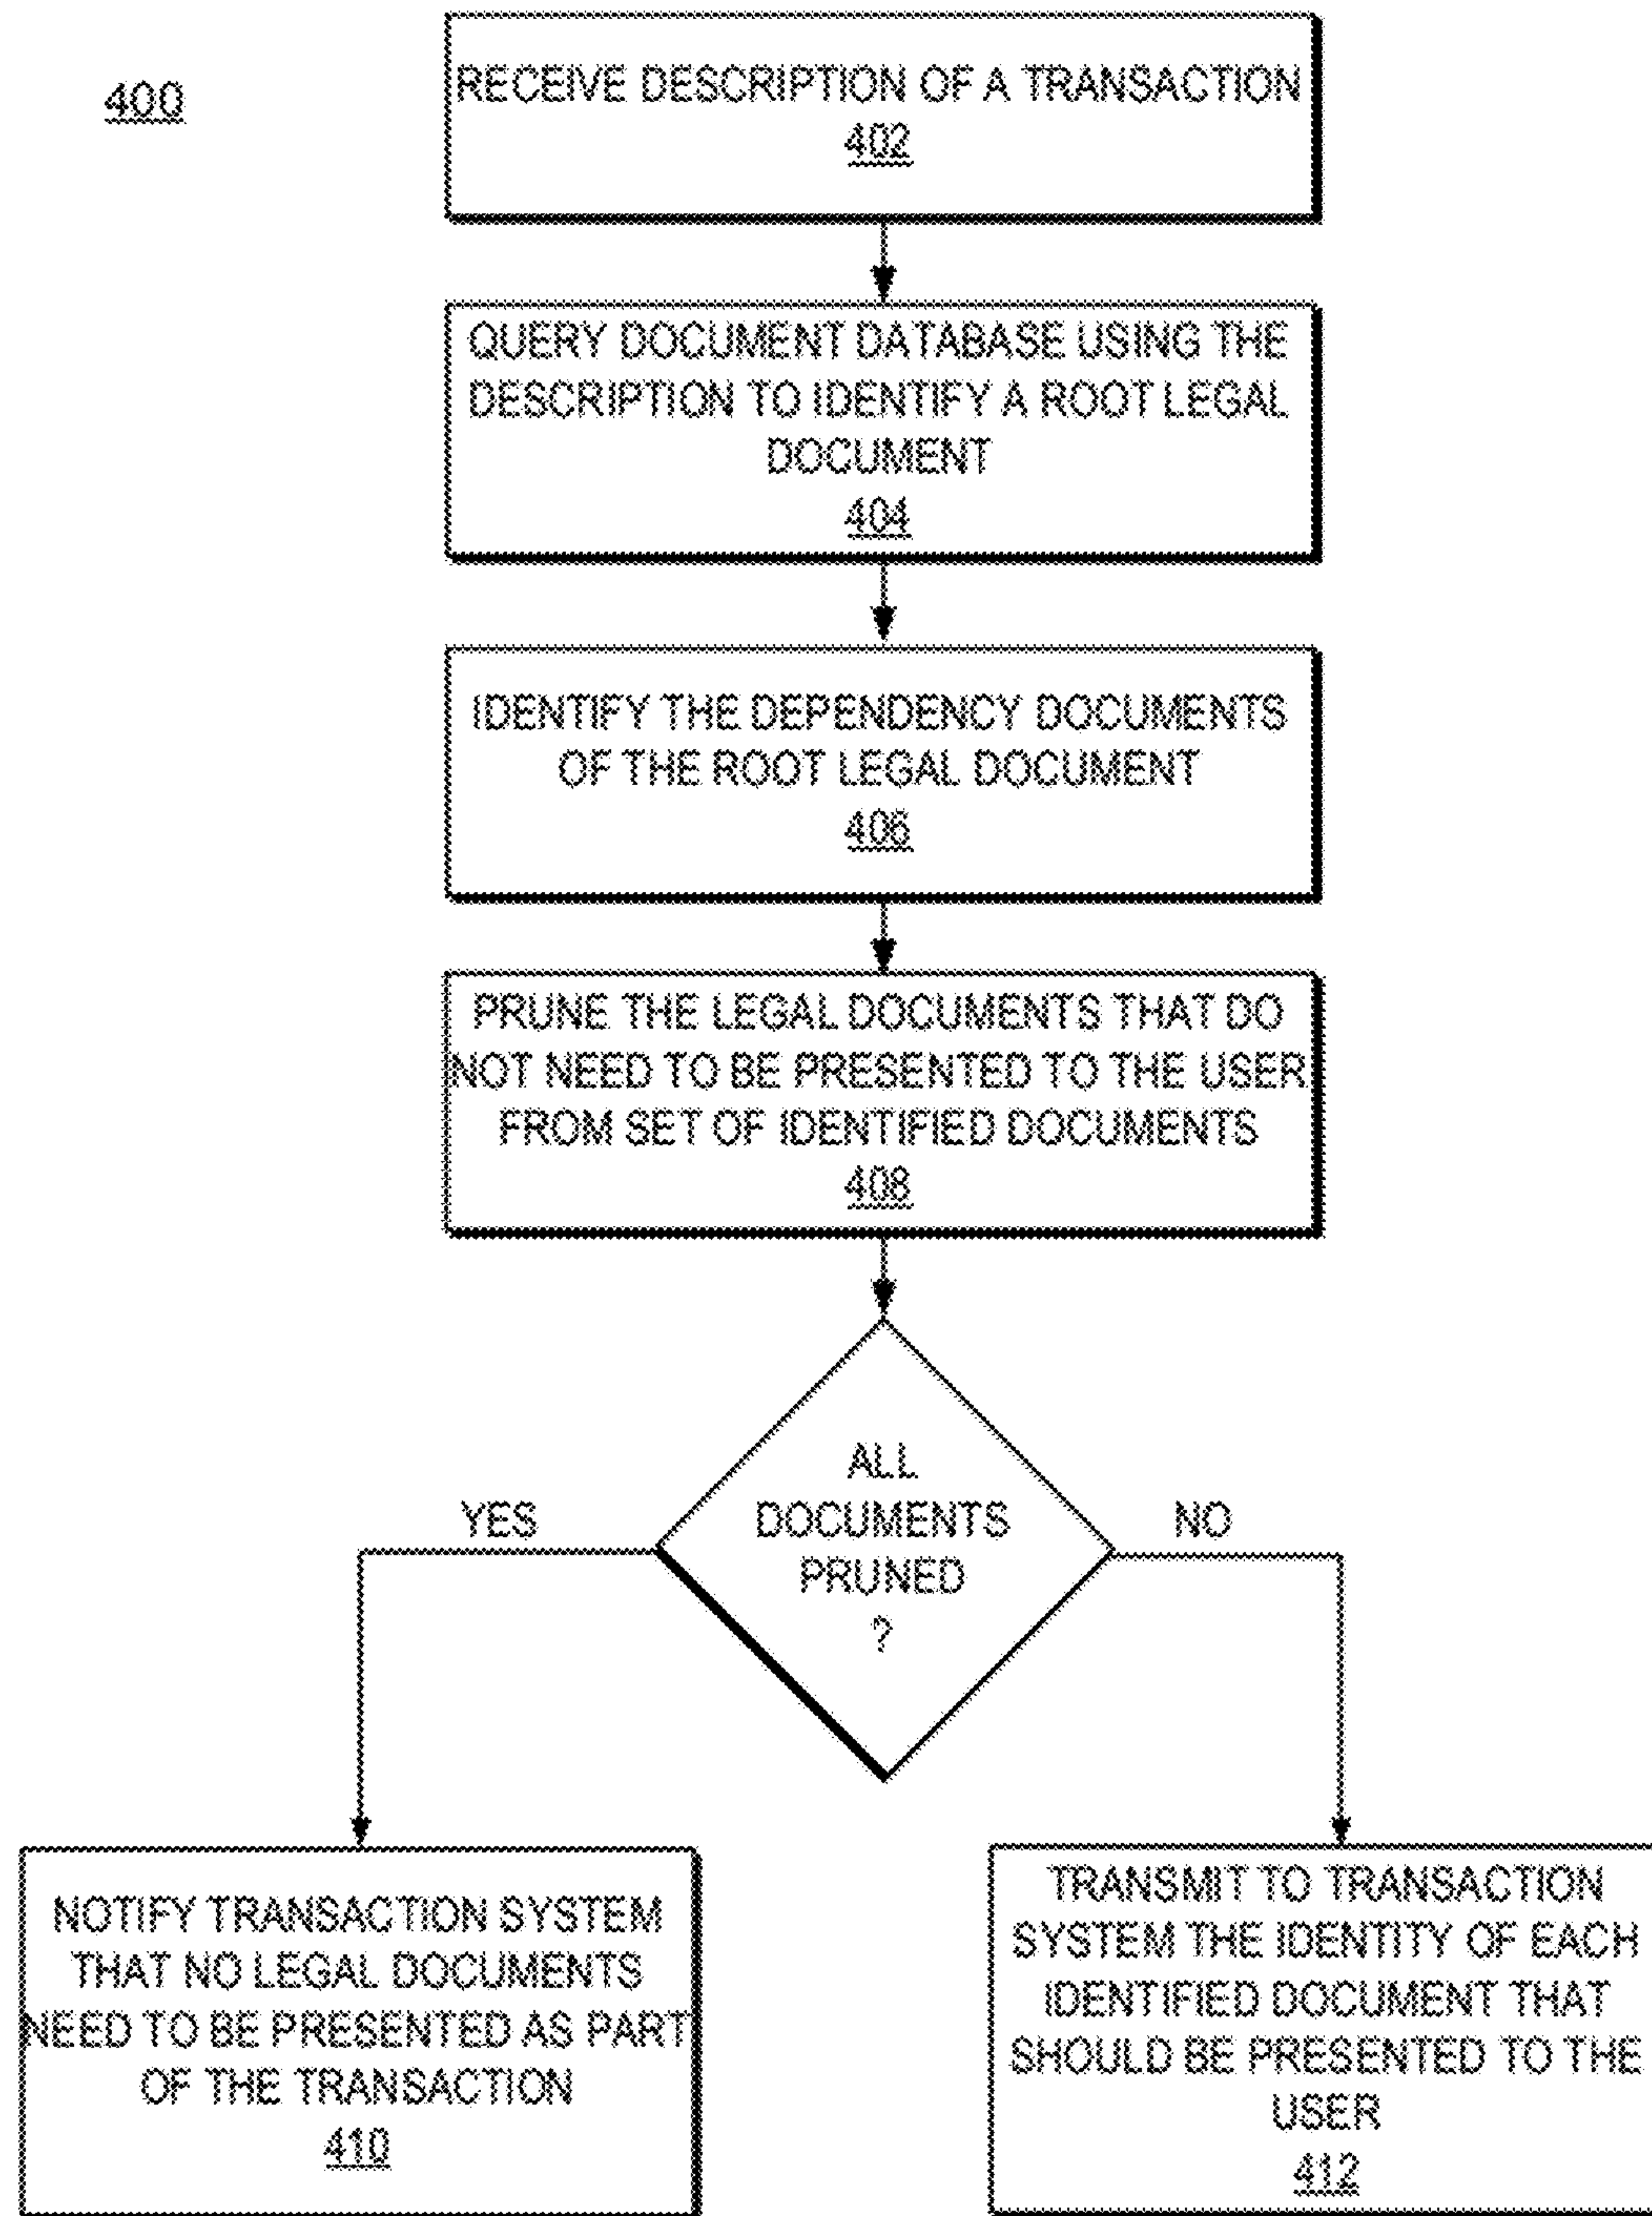 400
RECEIVE DESCRIPTION OF A TRANSACTION
402
QUERY DOCUMENT DATABASE USING THE
DESCRIPTION TO IDENTIFY A ROOT LEGAL
DOCUMENT
404
IDENTIFY THE DEPENDENCY DOCUMENTS
OF THE ROOT LEGAL DOCUMENT
406
PRUNE THE LEGAL DOCUMENTS THAT DO
NOT NEED TO BE PRESENTED TO THE USER
FROM SET OF IDENTIFIED DOCUMENTS
408
ALL
DOCUMENTS
PRUNED
?
YES
NO
NOTIFY TRANSACTION SYSTEM
THAT NO LEGAL DOCUMENTS
NEED TO BE PRESENTED AS PART
OF THE TRANSACTION
410
TRANSMIT TO TRANSACTION
SYSTEM THE IDENTITY OF EACH
IDENTIFIED DOCUMENT THAT
SHOULD BE PRESENTED TO THE
USER
412